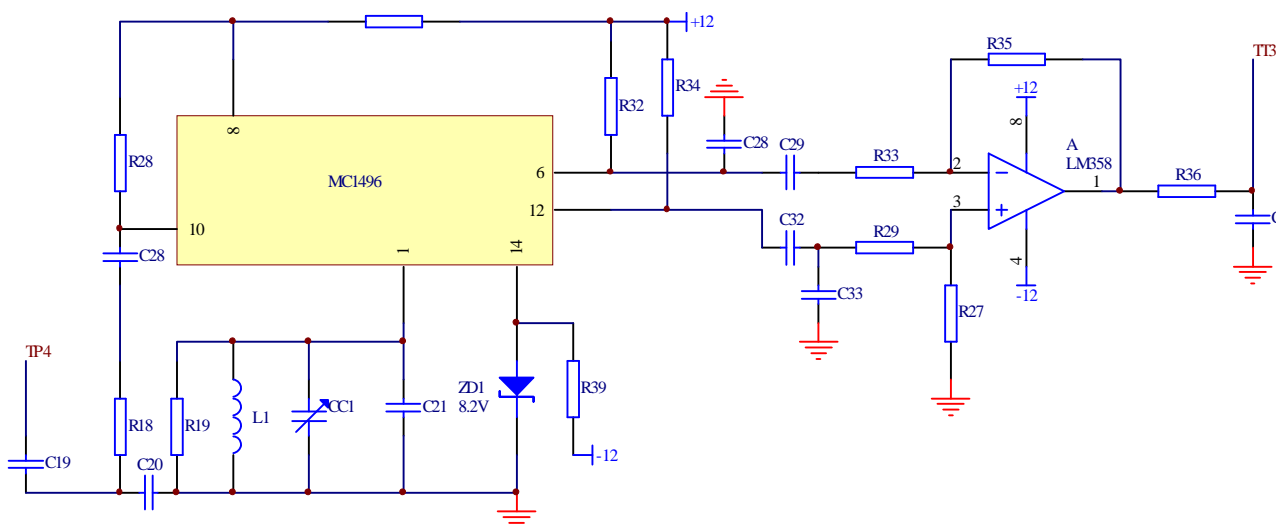 +12
R35
TT3
R32
R34
+12
8
8
R28
C28
C29
A
LM358
MC1496
6
R33
2
1
R36
12
C32
3
10
R29
C28
1
14
4
C
C33
-12
R27
TP4
ZD1
8.2V
R39
R18
R19
L1
CC1
C21
C19
C20
-12